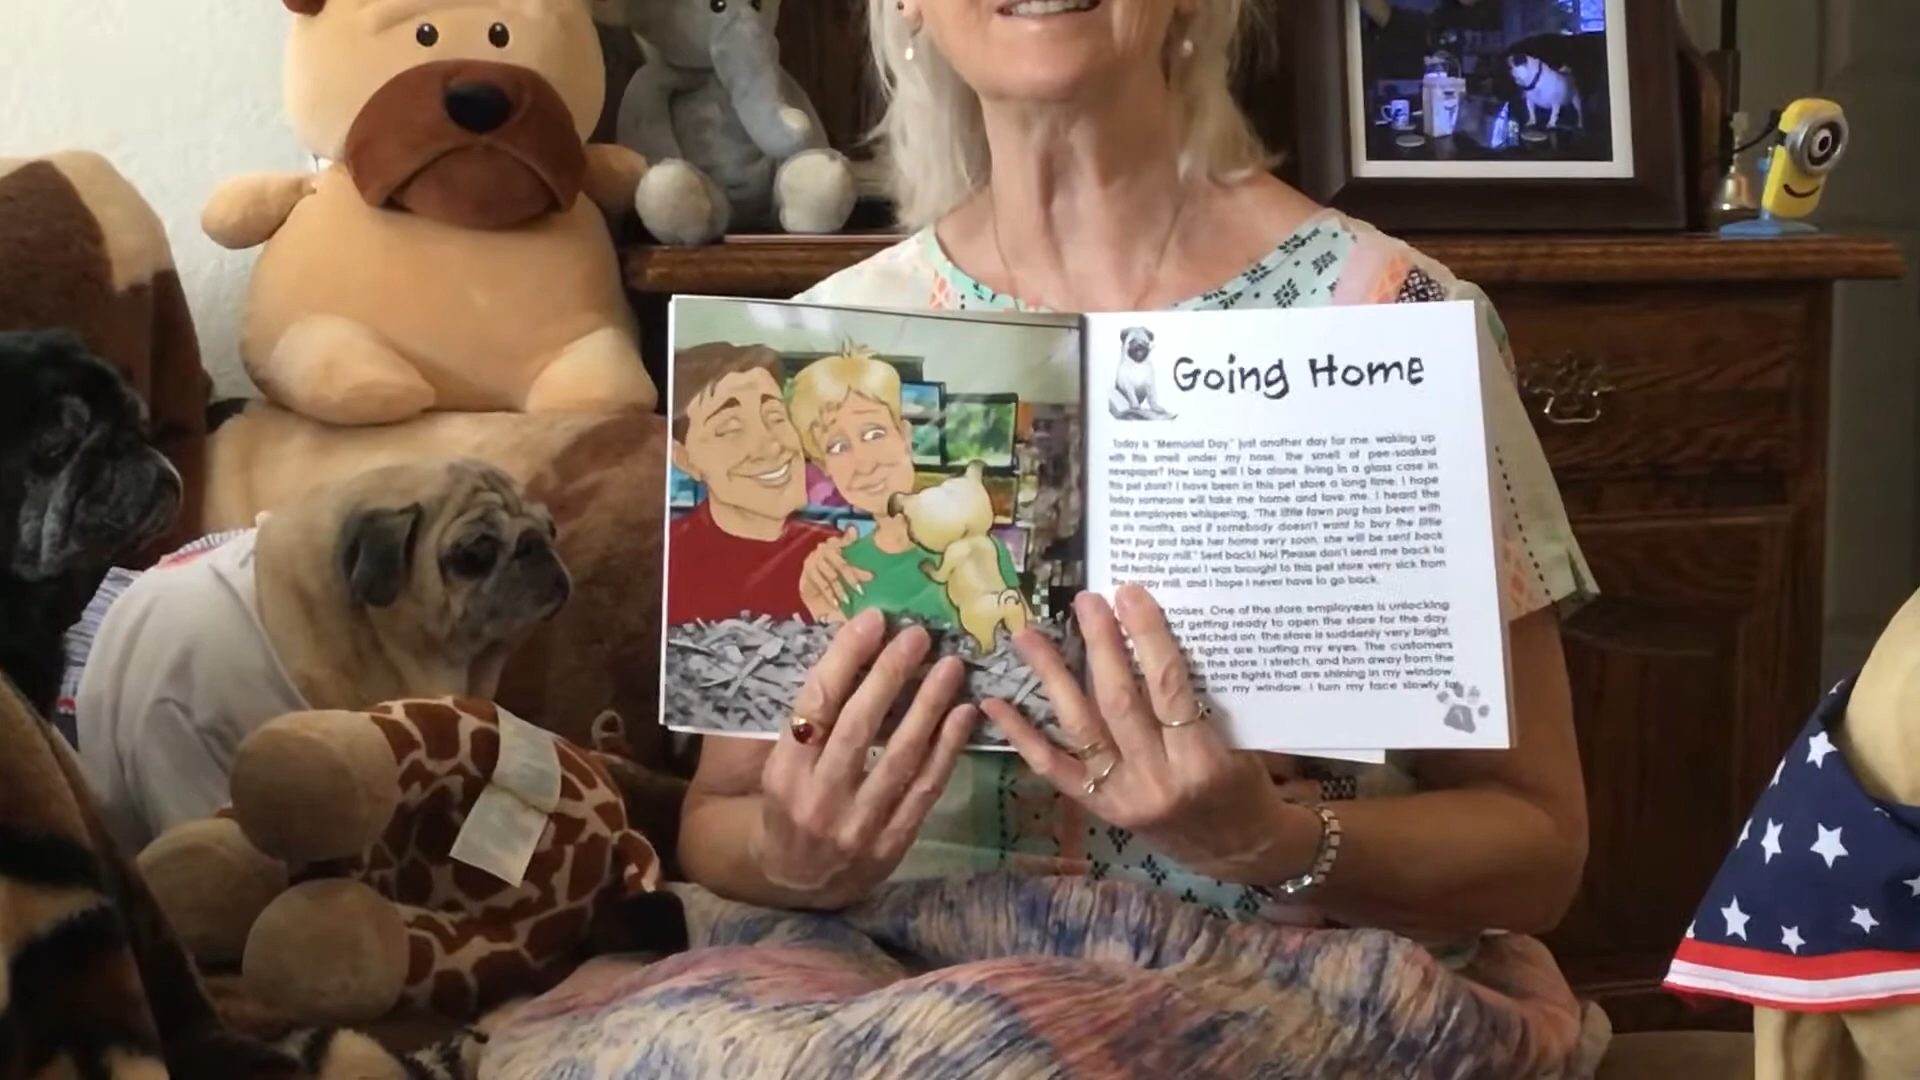 Going Home
Today is "Memorial Day," just another day for me, waking up
with this smell under my nose, the smell of pee-soaked
newspaper? How long will I be alone, living in a glass case in
this pet store? I have been in this pet store a long time. I hope
today someone will take me home and love me. I heard the
store employees whispering, "The little fawn pug has been with
us six months, and if somebody doesn't want to buy the little
fawn pug and take her home very soon, she will be sent back
to the puppy mill." Sent back! No! Please don't send me back to
that terrible place! I was brought to this pet store very sick from
the puppy mill, and I hope I never have to go back.
noises. One of the store employees is unlocking
and getting ready to open the store for the day.
switched on, the store is suddenly very bright.
lights are hurting my eyes. The customers
to the store. I stretch, and turn away from the
store lights that are shining in my window.
on my window. I turn my face slowly to
1